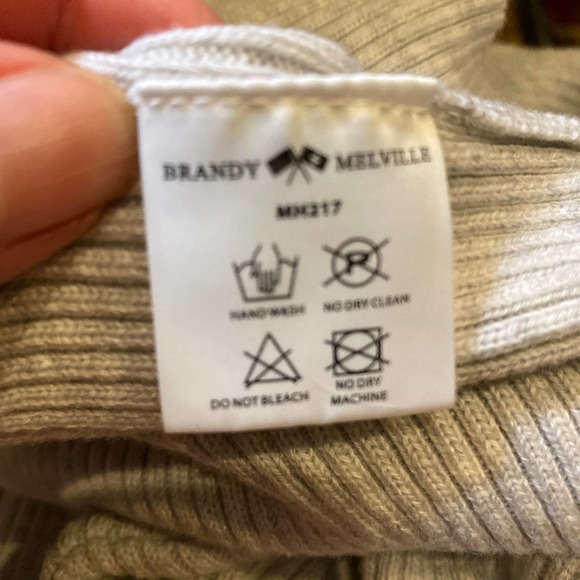 BRANDY MELVILLE
MH217
HAND WASH NO DRY CLEAN
DO NOT BLEACH NO DRY
MACHINE